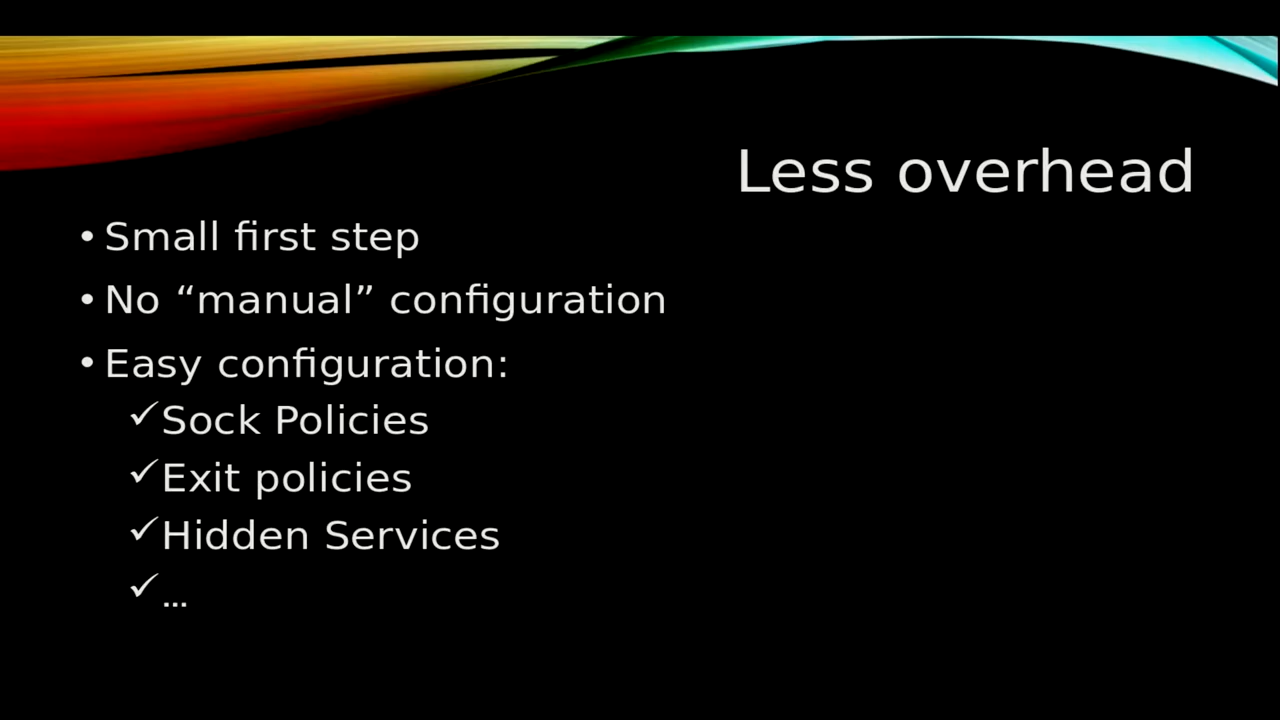 Less overhead
• Small first step
• No “manual” configuration
• Easy configuration:
✓Sock Policies
✓Exit policies
✓Hidden Services
✓…